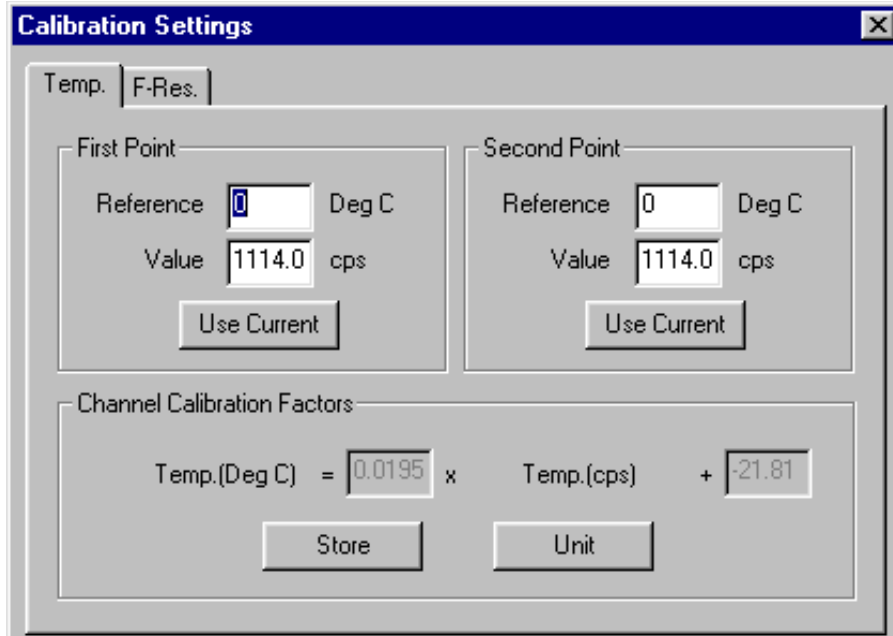 Calibration Settings
Temp. F-Res.
First Point
Reference 0 Deg C
Value 1114.0 cps
Use Current
Second Point
Reference 0 Deg C
Value 1114.0 cps
Use Current
Channel Calibration Factors
Temp.(Deg C) = 0.0195 x Temp.(cps) + -21.81
Store Unit